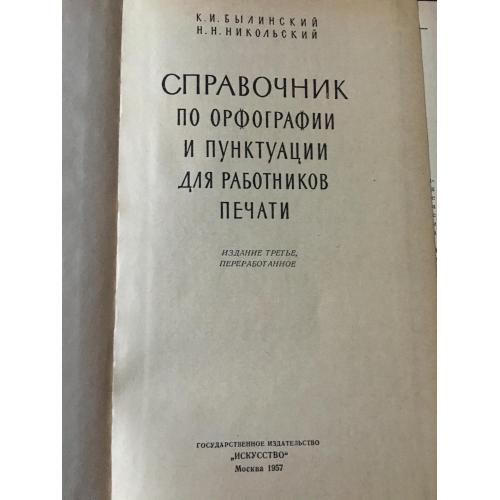 К. И. БЫЛИНСКИЙ
Н. Н. НИКОЛЬСКИЙ
СПРАВОЧНИК
ПО ОРФОГРАФИИ
И ПУНКТУАЦИИ
ДЛЯ РАБОТНИКОВ
ПЕЧАТИ
ИЗДАНИЕ ТРЕТЬЕ,
ПЕРЕРАБОТАННОЕ
ГОСУДАРСТВЕННОЕ ИЗДАТЕЛЬСТВО
„ИСКУССТВО"
Москва 1957